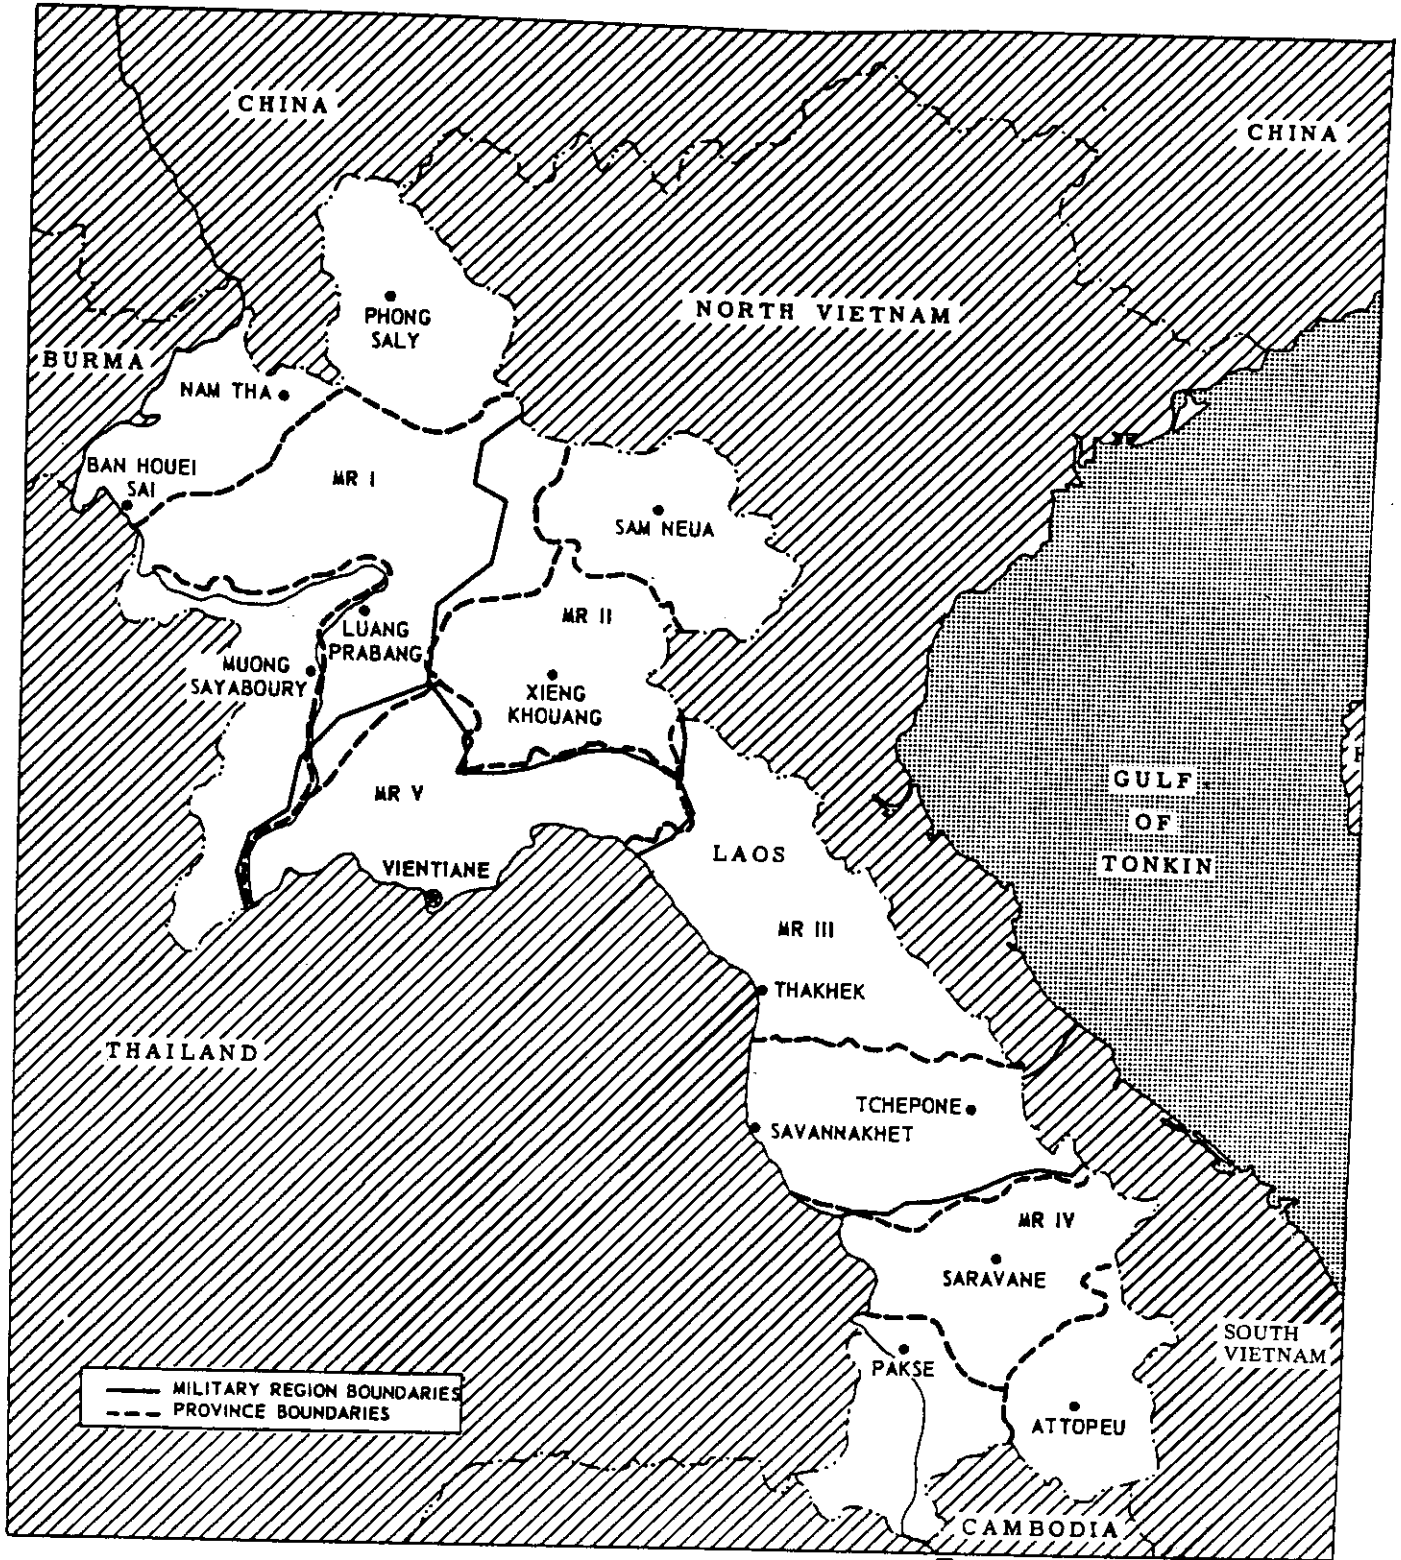 CHINA
CHINA
NORTH VIETNAM
PHONG
SALY
BURMA
NAM THA
BAN HOUEI
SAI
MR I
SAM NEUA
MR II
LUANG
PRABANG
MUONG
SAYABOURY
XIENG
KHOUANG
MR V
VIENTIANE
LAOS
GULF
OF
TONKIN
MR III
THAKHEK
THAILAND
TCHEPONE
SAVANNAKHET
MR IV
SARAVANE
SOUTH
VIETNAM
PAKSE
ATTOPEU
MILITARY REGION BOUNDARIES
PROVINCE BOUNDARIES
CAMBODIA